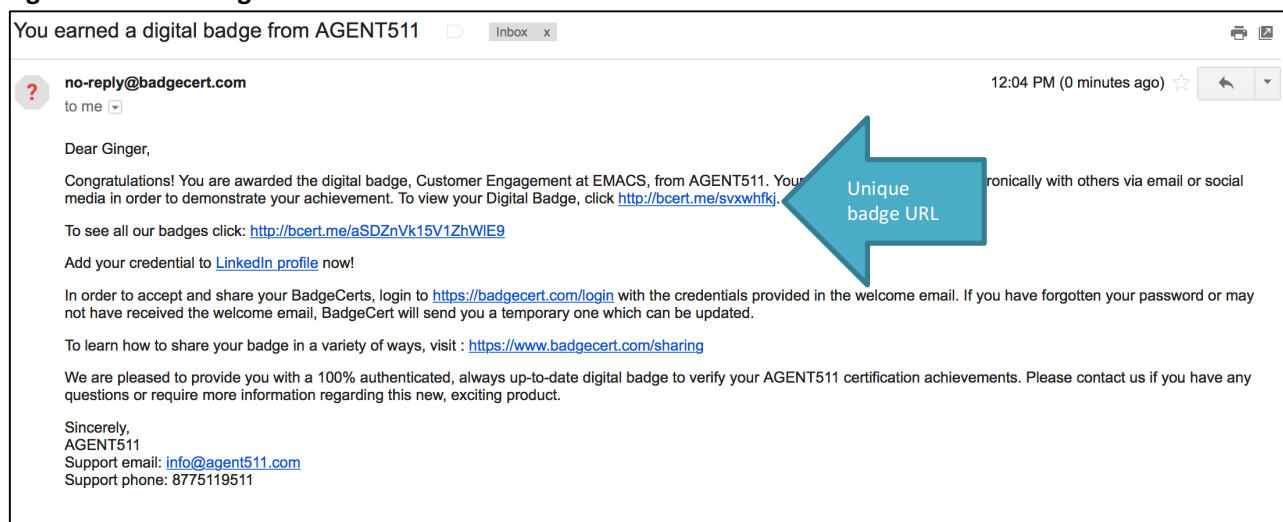 You earned a digital badge from AGENT511 Inbox x
no-reply@badgecert.com 12:04 PM (0 minutes ago)
? to me
Dear Ginger,
Congratulations! You are awarded the digital badge, Customer Engagement at EMACS, from AGENT511. ronically with others via email or social
media in order to demonstrate your achievement. To view your Digital Badge, click http://bcert.me/svxwhfkj.
Unique
badge URL
To see all our badges click: http://bcert.me/aSDZnVk15V1ZhWlE9
Add your credential to LinkedIn profile now!
In order to accept and share your BadgeCerts, login to https://badgecert.com/login with the credentials provided in the welcome email. If you have forgotten your password or may
not have received the welcome email, BadgeCert will send you a temporary one which can be updated.
To learn how to share your badge in a variety of ways, visit : https://www.badgecert.com/sharing
We are pleased to provide you with a 100% authenticated, always up-to-date digital badge to verify your AGENT511 certification achievements. Please contact us if you have any
questions or require more information regarding this new, exciting product.
Sincerely,
AGENT511
Support email: info@agent511.com
Support phone: 8775119511